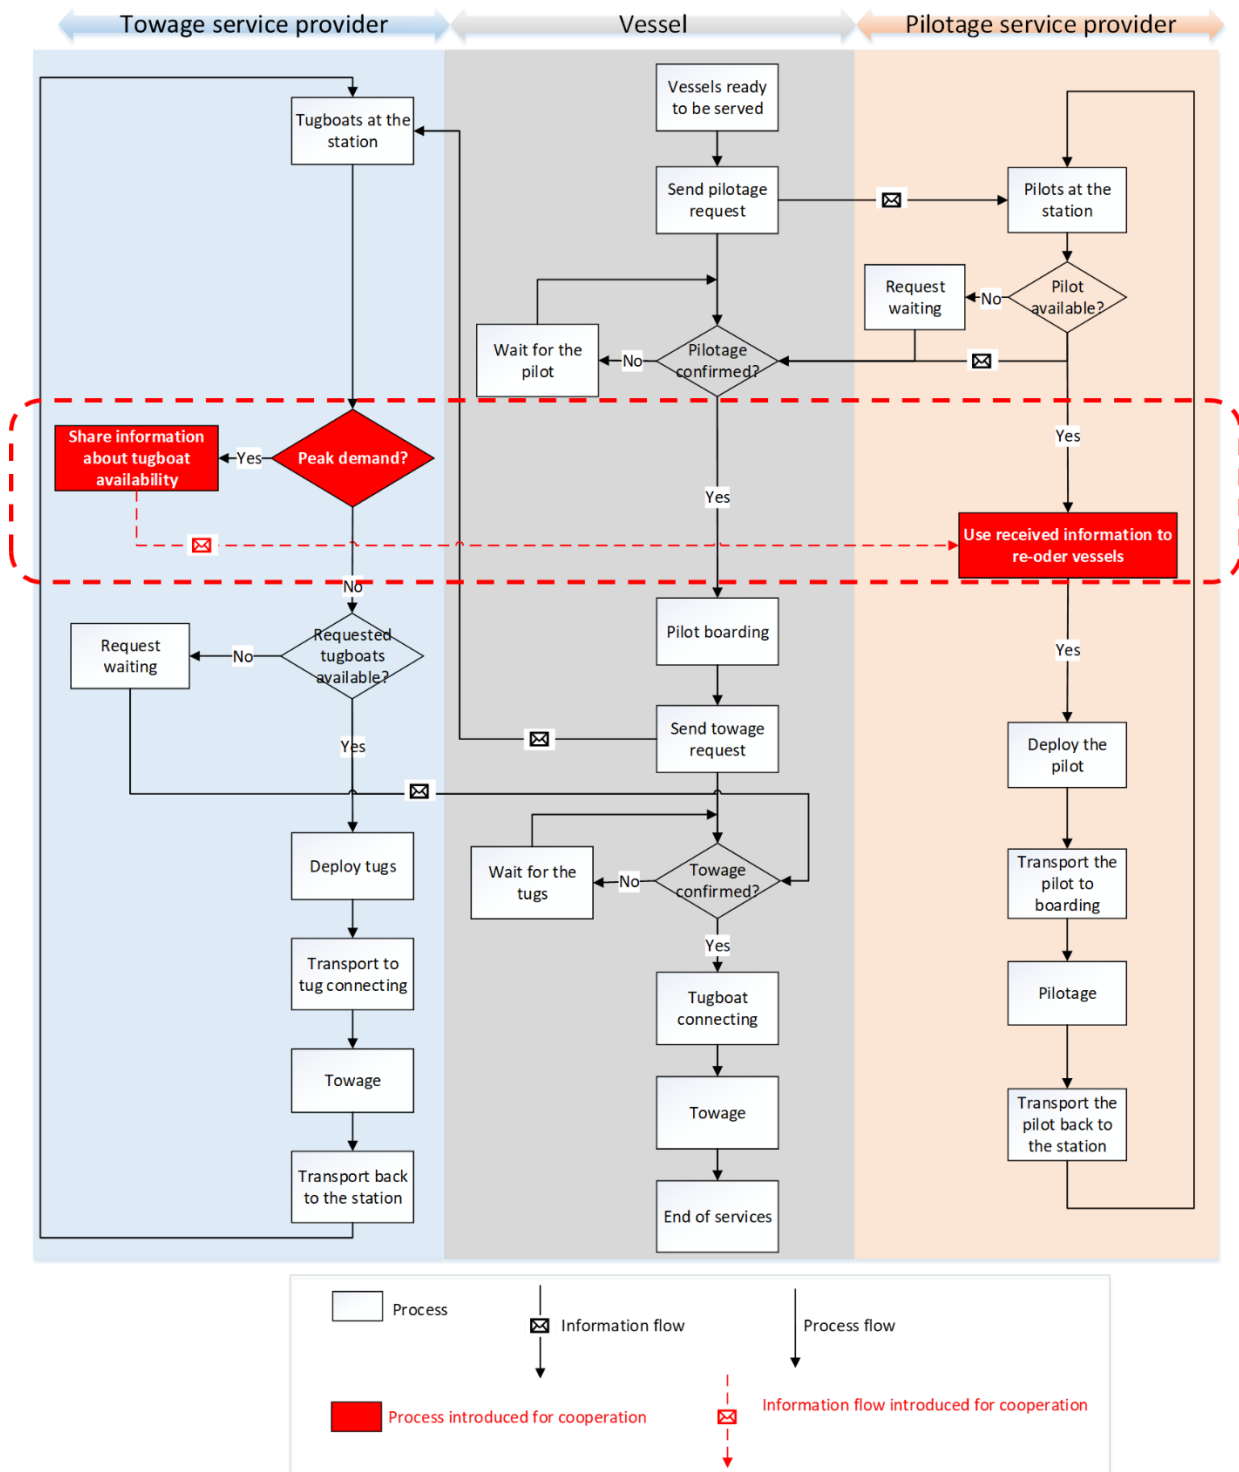 Towage service provider
Vessel
Pilotage service provider
Vessels ready
to be served
Tugboats at the
station
Send pilotage
request
Pilots at the
station
Request
waiting
No
Pilot
available?
Wait for the
pilot
No
Pilotage
confirmed?
Share information
about tugboat
availability
Yes
Peak demand?
Yes
Yes
Use received information to
re-oder vessels
No
Request
waiting
No
Requested
tugboats
available?
Pilot boarding
Yes
Send towage
request
Yes
Deploy the
pilot
Deploy tugs
Wait for the
tugs
No
Towage
confirmed?
Transport the
pilot to
boarding
Yes
Transport to
tug connecting
Tugboat
connecting
Pilotage
Towage
Towage
Transport the
pilot back to
the station
Transport back
to the station
End of services
Process
Information flow
Process flow
Process introduced for cooperation
Information flow introduced for cooperation